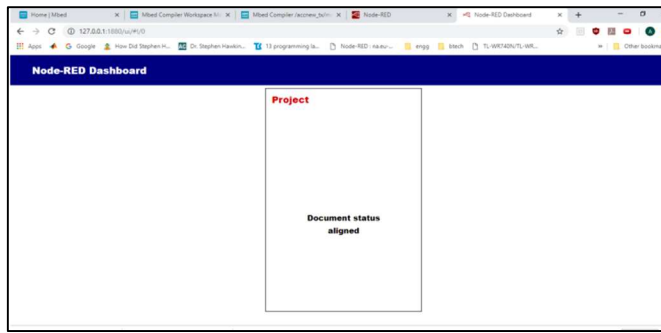 Home | Mbed
Mbed Compiler Workspace M
Mbed Compiler /accnew_
Node-RED
Node-RED Dashboard
127.0.0.1:1880/ui/#!/0
Apps
Google
How Did Stephen H...
Dr. Stephen Hawkin...
13 programming la...
Node-RED : na.eu-...
engg
btech
TL-WR740N/TL-WR...
Other bookma
Node-RED Dashboard
Project
Document status
aligned